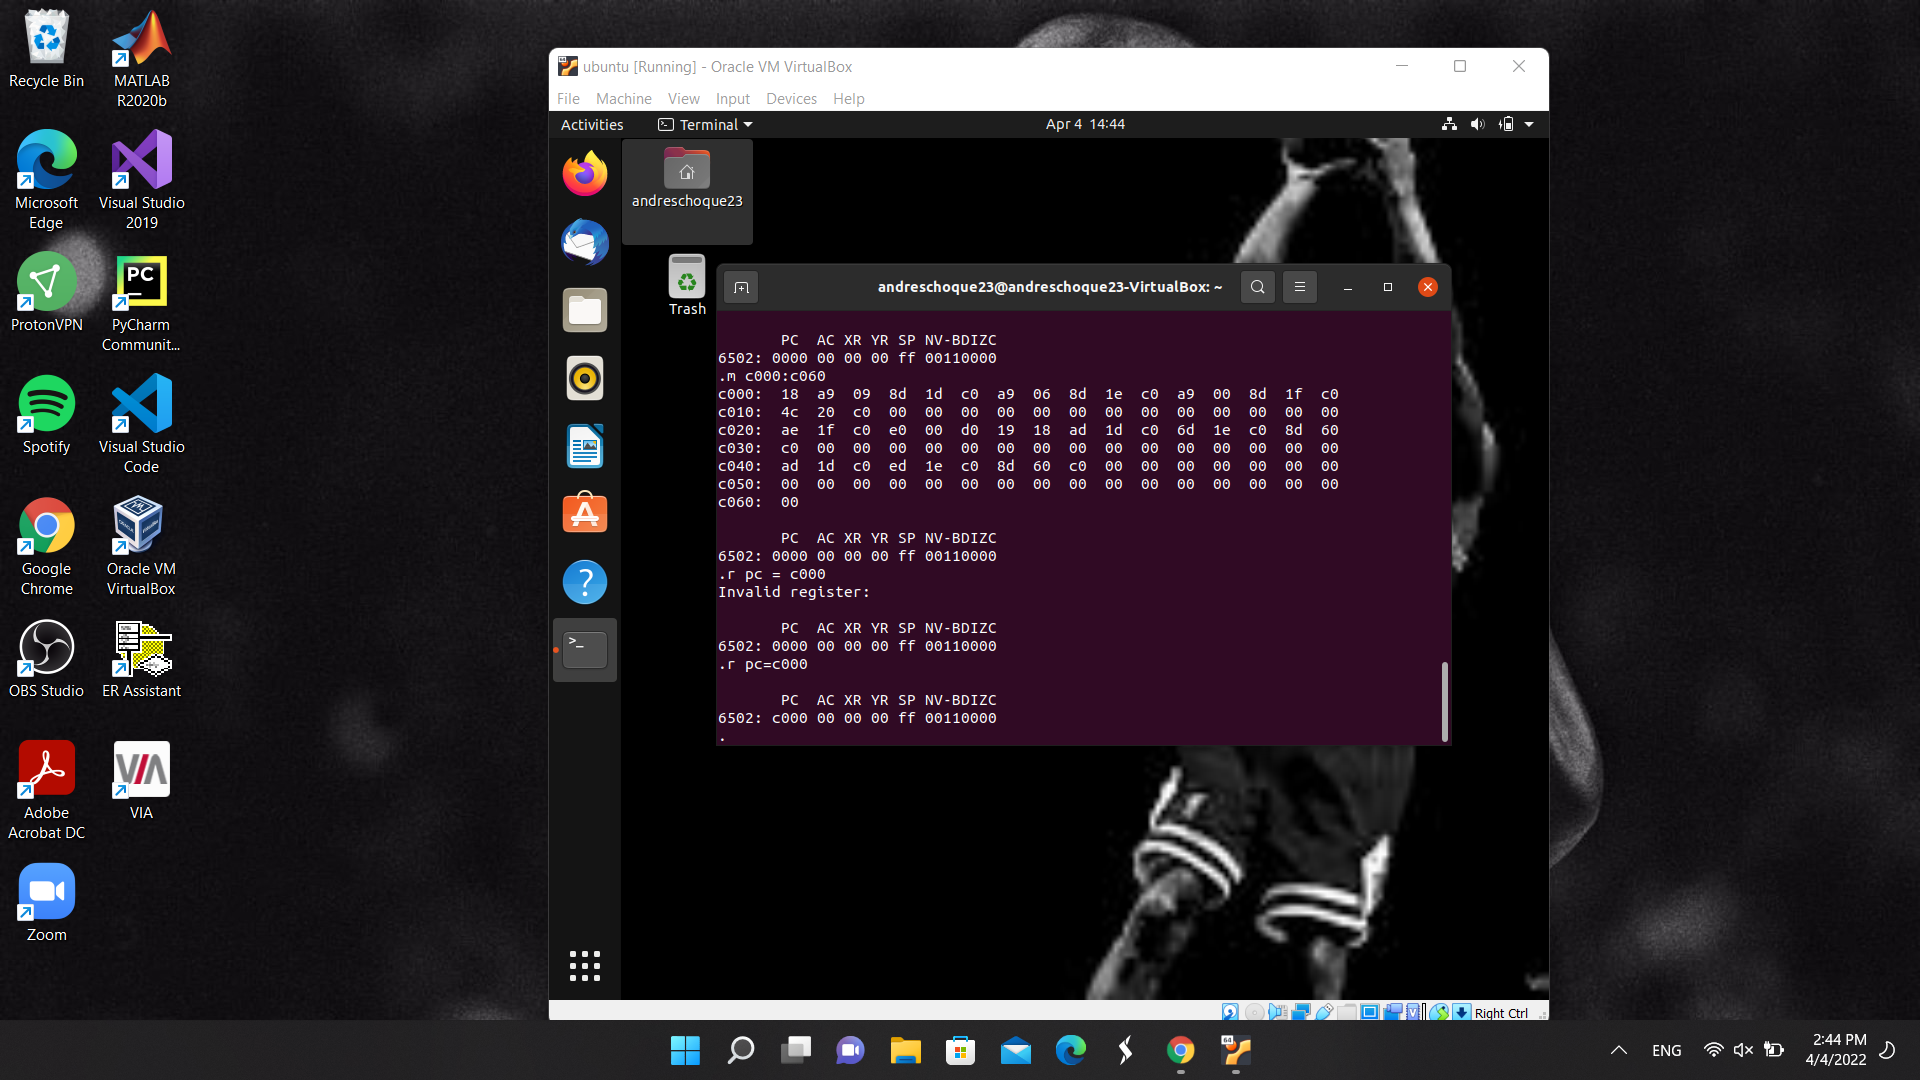 Recycle Bin
MATLAB
R2020b
Microsoft
Edge
Visual Studio
2019
ProtonVPN
PC
PyCharm
Communit...
Spotify
Visual Studio
Code
Google
Chrome
Oracle VM
VirtualBox
OBS Studio
ER Assistant
Adobe
Acrobat DC
VIA
VIA
Zoom
ubuntu [Running] - Oracle VM VirtualBox
File Machine View Input Devices Help
Activities Terminal Apr 4 14:44
andreschoque23
Trash
andreschoque23@andreschoque23-VirtualBox: ~
PC AC XR YR SP NV-BDIZC
6502: 0000 00 00 00 ff 00110000
.m c000:c060
c000: 18 a9 09 8d 1d c0 a9 06 8d 1e c0 a9 00 8d 1f c0
c010: 4c 20 c0 00 00 00 00 00 00 00 00 00 00 00 00 00
c020: ae 1f c0 e0 00 d0 19 18 ad 1d c0 6d 1e c0 8d 60
c030: c0 00 00 00 00 00 00 00 00 00 00 00 00 00 00 00
c040: ad 1d c0 ed 1e c0 8d 60 c0 00 00 00 00 00 00 00
c050: 00 00 00 00 00 00 00 00 00 00 00 00 00 00 00 00
c060: 00
PC AC XR YR SP NV-BDIZC
6502: 0000 00 00 00 ff 00110000
.r pc = c000
Invalid register:
PC AC XR YR SP NV-BDIZC
6502: 0000 00 00 00 ff 00110000
.r pc=c000
PC AC XR YR SP NV-BDIZC
6502: c000 00 00 00 ff 00110000
.
Right Ctrl
64
ENG
2:44 PM
4/4/2022